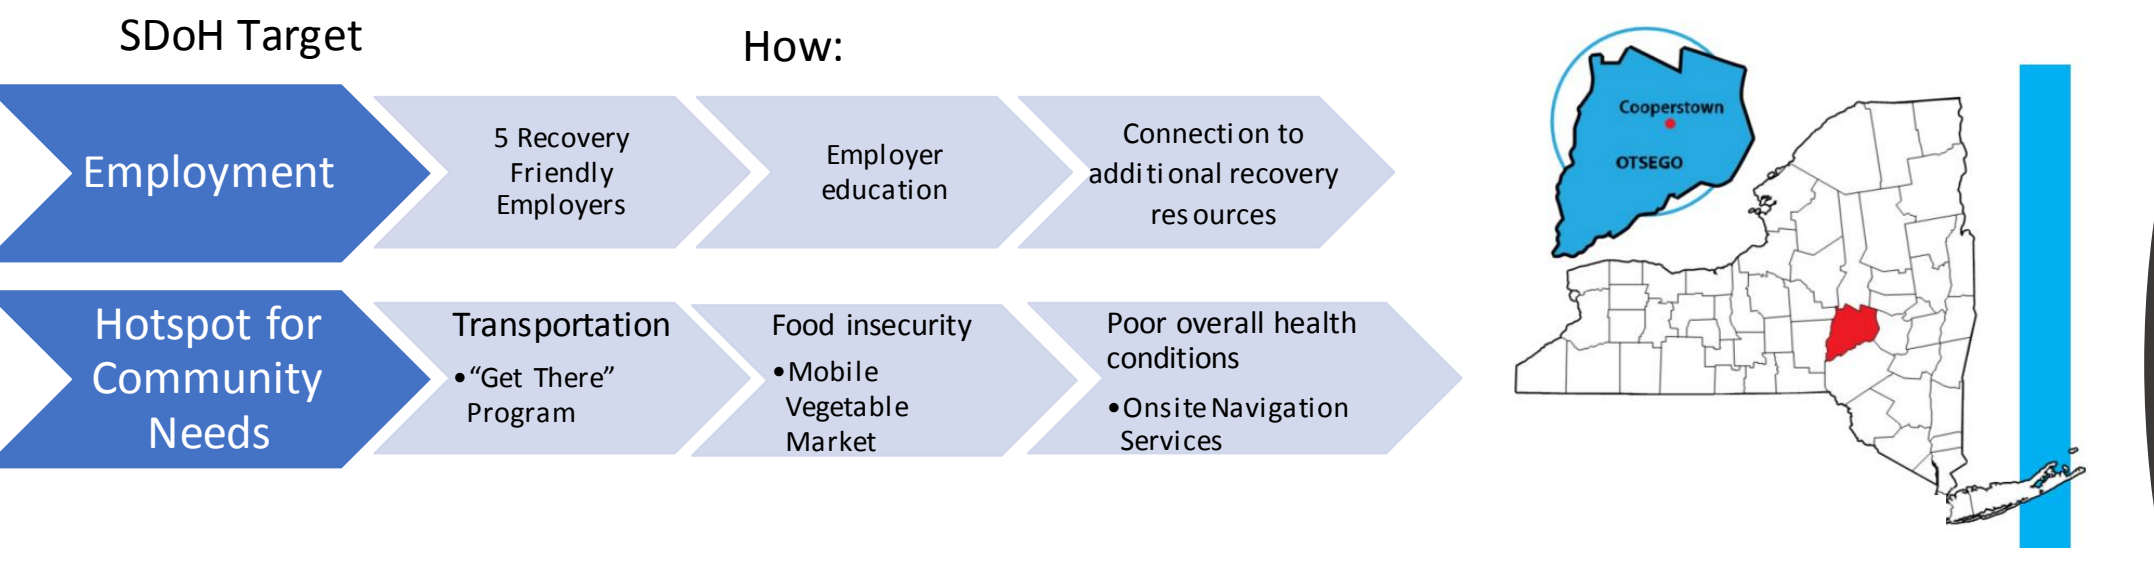 SDoH Target
How:
Employment
5 Recovery
Friendly
Employers
Employer
education
Connection to
additional recovery
resources
Hotspot for
Community
Needs
Transportation
•“Get There”
Program
Food insecurity
•Mobile
Vegetable
Market
Poor overall health
conditions
•Onsite Navigation
Services
Cooperstown
OTSEGO